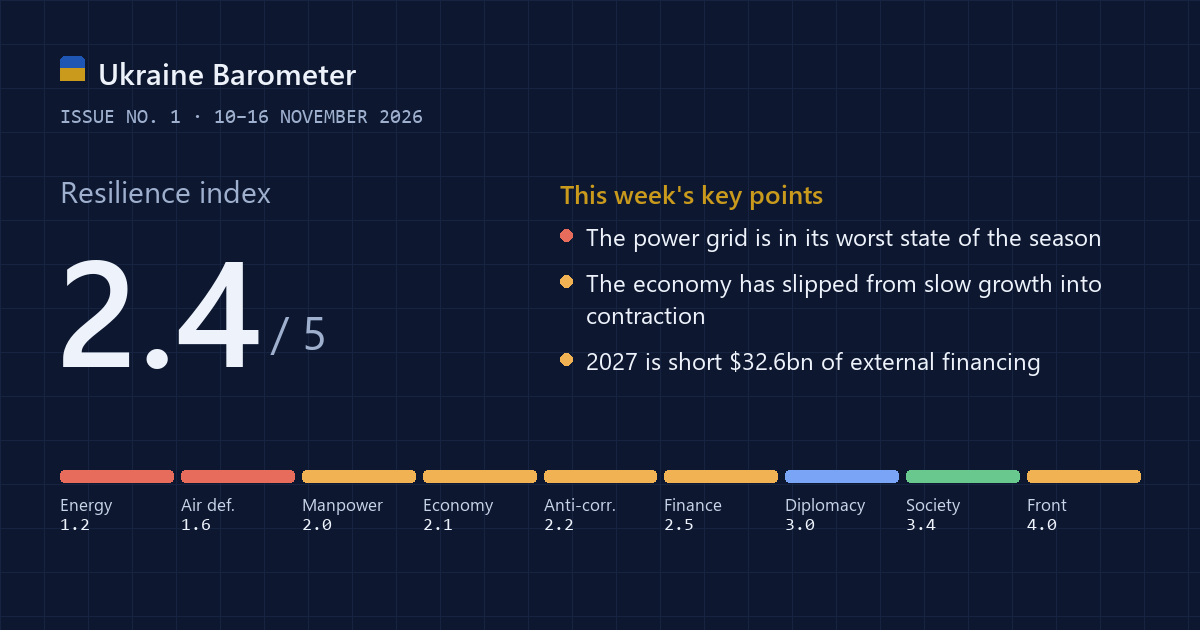 Ukraine Barometer
ISSUE NO. 1 · 10–16 NOVEMBER 2026
Resilience index
2.4 / 5
This week's key points
The power grid is in its worst state of the season
The economy has slipped from slow growth into
contraction
2027 is short $32.6bn of external financing
Energy
1.2
Air def.
1.6
Manpower
2.0
Economy
2.1
Anti-corr.
2.2
Finance
2.5
Diplomacy
3.0
Society
3.4
Front
4.0